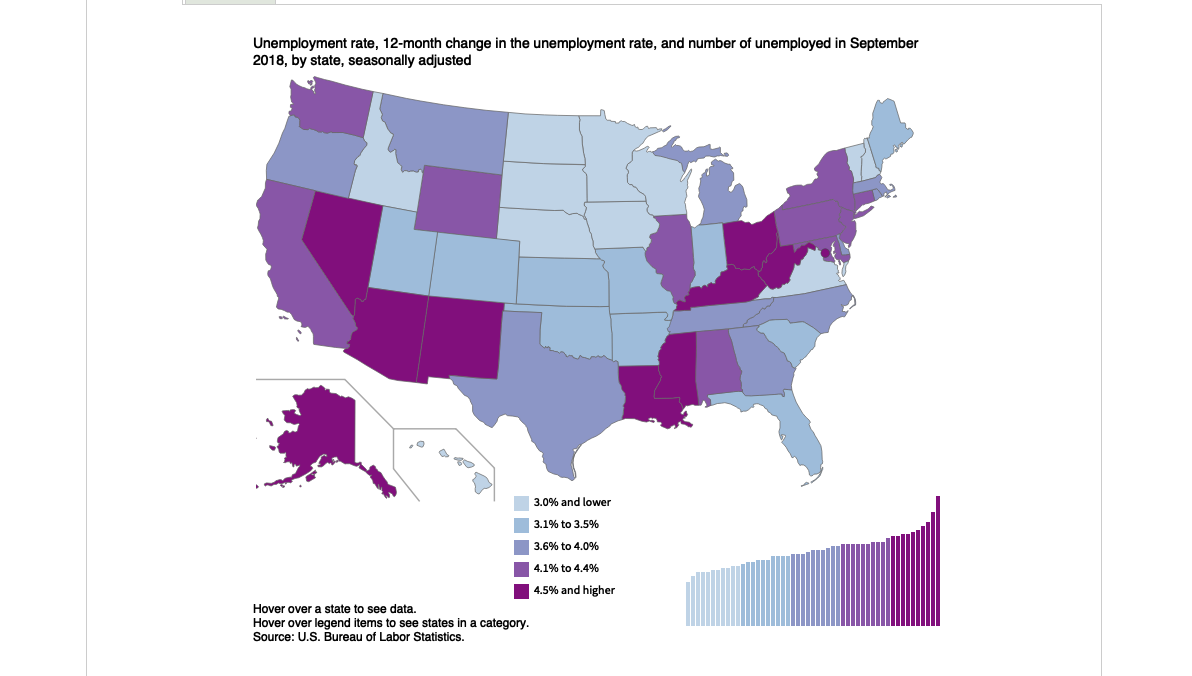 Unemployment rate, 12-month change in the unemployment rate, and number of unemployed in September
2018, by state, seasonally adjusted
3.0% and lower
3.1% to 3.5%
3.6% to 4.0%
4.1% to 4.4%
4.5% and higher
Hover over a state to see data.
Hover over legend items to see states in a category.
Source: U.S. Bureau of Labor Statistics.